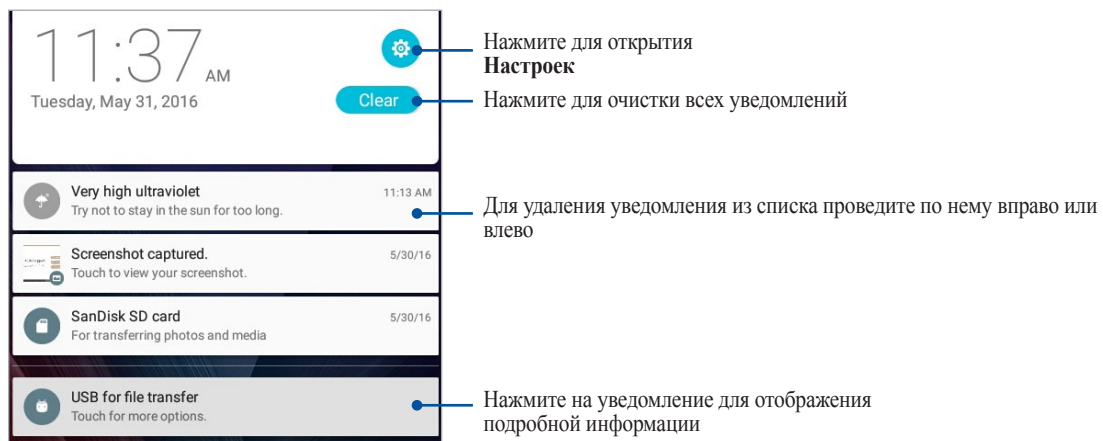 11:37 AM
Tuesday, May 31, 2016
Clear
Нажмите для открытия
Настроек
Нажмите для очистки всех уведомлений
Very high ultraviolet 11:13 AM
Try not to stay in the sun for too long.
Для удаления уведомления из списка проведите по нему вправо или
влево
Screenshot captured. 5/30/16
Touch to view your screenshot.
SanDisk SD card 5/30/16
For transferring photos and media
USB for file transfer
Touch for more options.
Нажмите на уведомление для отображения
подробной информации